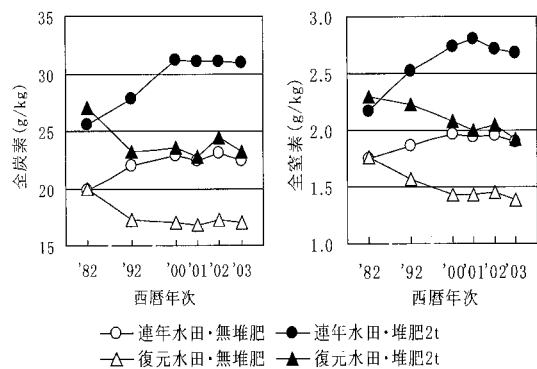 全炭素(g/kg)
35
30
25
20
15
'82 '92 '00'01'02'03
西暦年次
全窒素(g/kg)
3.0
2.5
2.0
1.5
1.0
'82 '92 '00'01'02'03
西暦年次
連年水田・無堆肥 連年水田・堆肥2t
復元水田・無堆肥 復元水田・堆肥2t